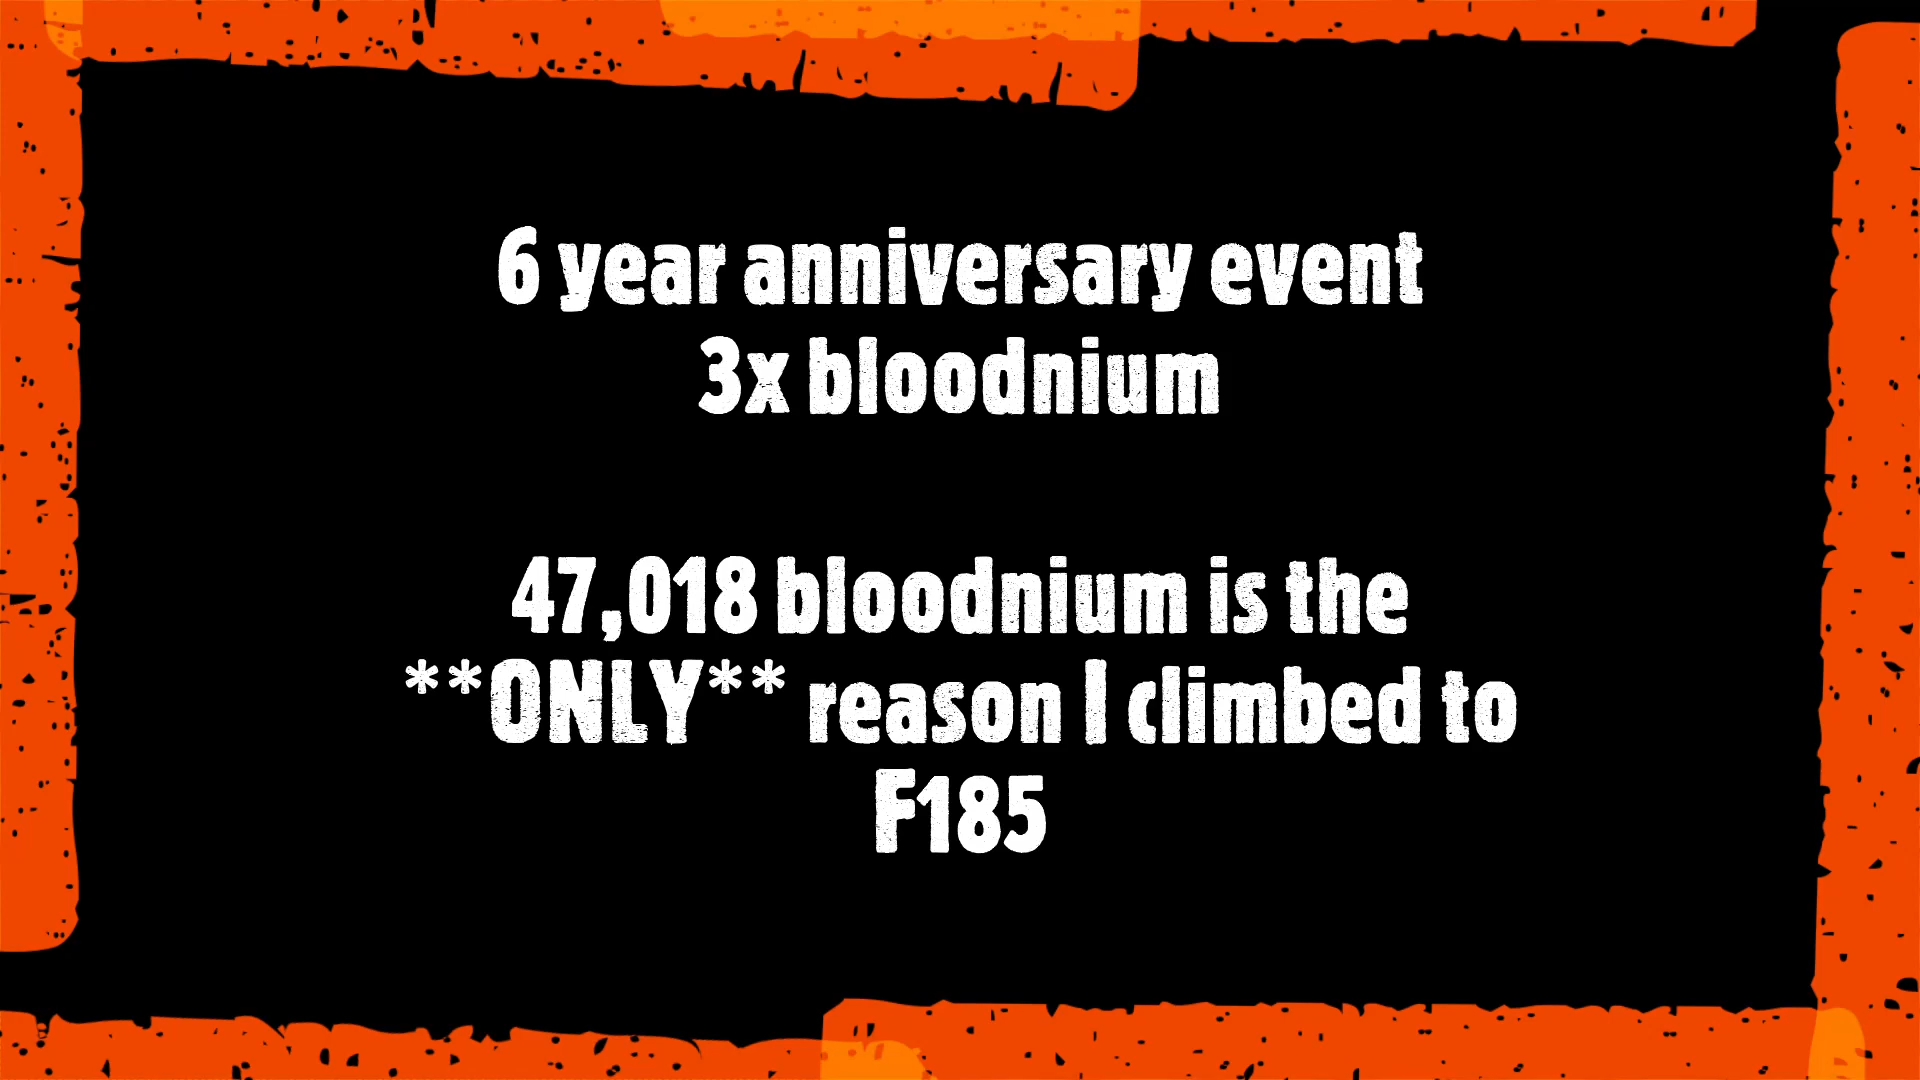 6 year anniversary event
3x bloodnium
47,018 bloodnium is the
**ONLY** reason I climbed to
F185